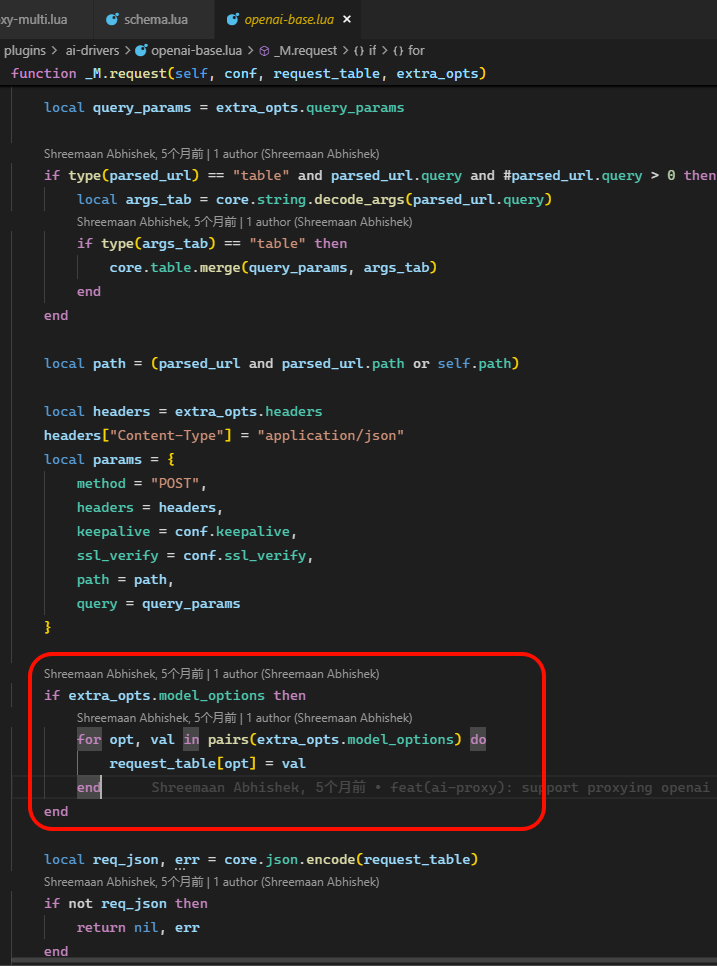 xy-multi.lua schema.lua openai-base.lua ×
plugins > ai-drivers > openai-base.lua > _M.request > {} if > {} for
function _M.request(self, conf, request_table, extra_opts)
local query_params = extra_opts.query_params
Shreemaan Abhishek, 5个月前 | 1 author (Shreemaan Abhishek)
if type(parsed_url) == "table" and parsed_url.query and #parsed_url.query > 0 then
local args_tab = core.string.decode_args(parsed_url.query)
Shreemaan Abhishek, 5个月前 | 1 author (Shreemaan Abhishek)
if type(args_tab) == "table" then
core.table.merge(query_params, args_tab)
end
end
local path = (parsed_url and parsed_url.path or self.path)
local headers = extra_opts.headers
headers["Content-Type"] = "application/json"
local params = {
method = "POST",
headers = headers,
keepalive = conf.keepalive,
ssl_verify = conf.ssl_verify,
path = path,
query = query_params
}
Shreemaan Abhishek, 5个月前 | 1 author (Shreemaan Abhishek)
if extra_opts.model_options then
Shreemaan Abhishek, 5个月前 | 1 author (Shreemaan Abhishek)
for opt, val in pairs(extra_opts.model_options) do
request_table[opt] = val
end Shreemaan Abhishek, 5个月前 • feat(ai-proxy): support proxying openai
end
local req_json, err = core.json.encode(request_table)
Shreemaan Abhishek, 5个月前 | 1 author (Shreemaan Abhishek)
if not req_json then
return nil, err
end